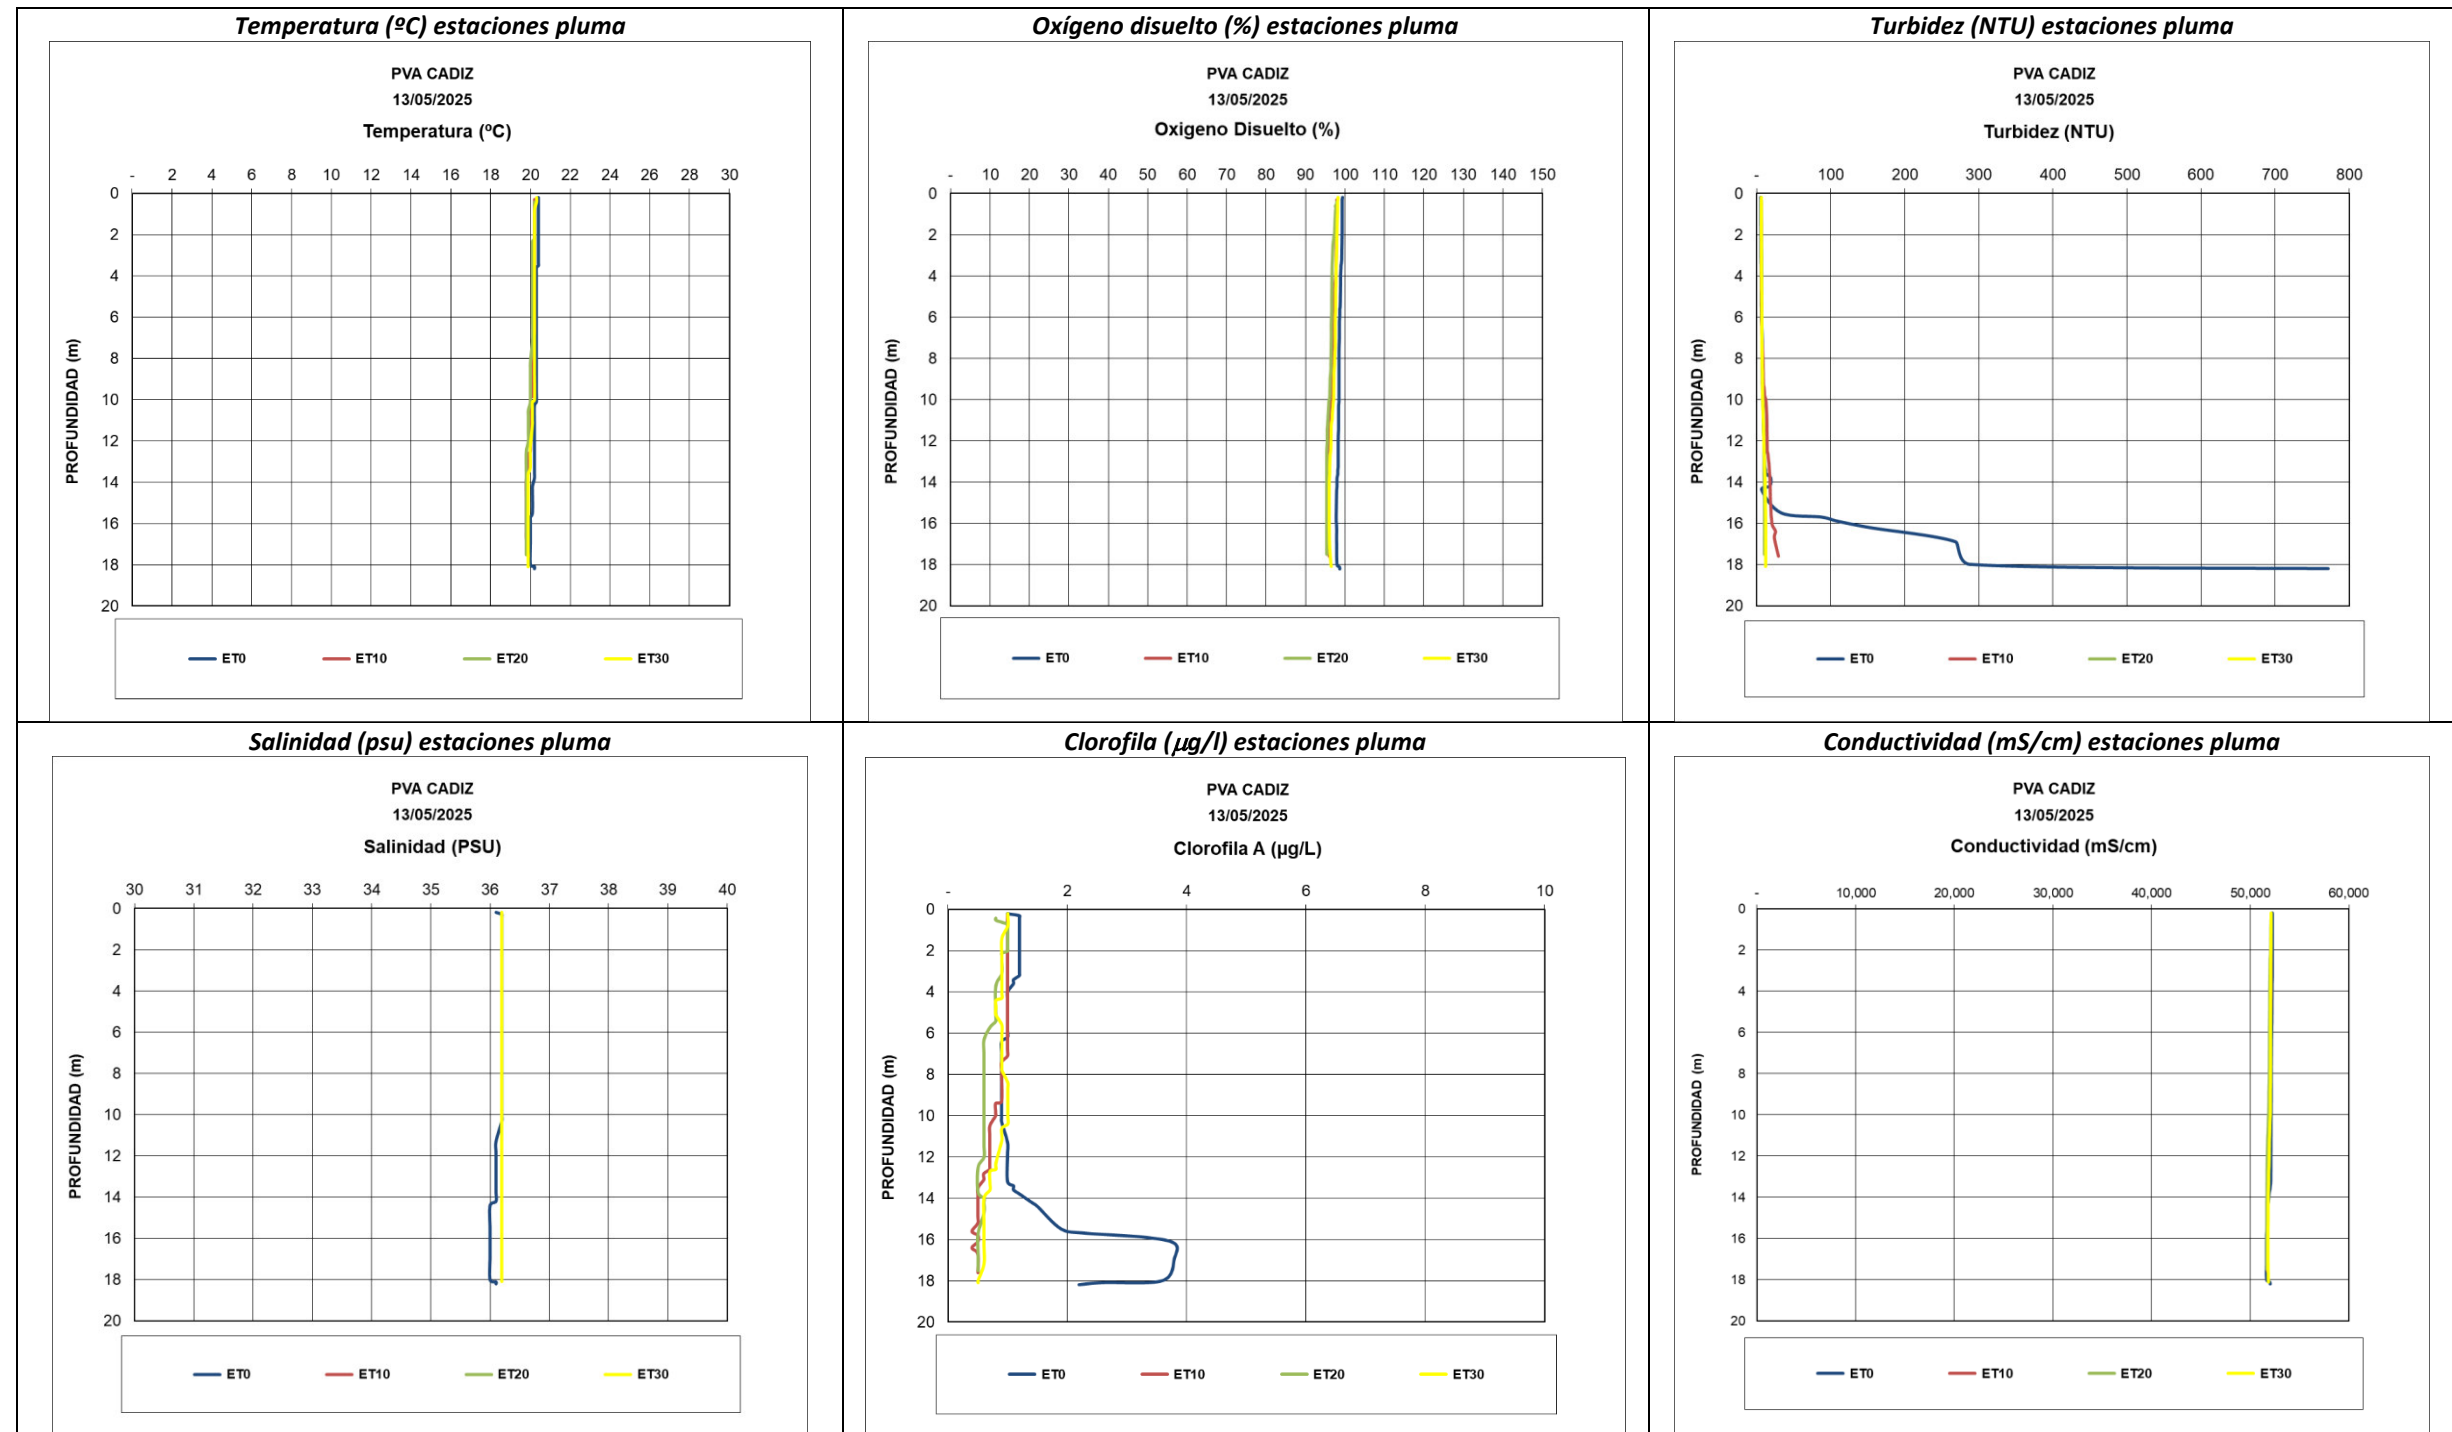 Temperatura (ºC) estaciones pluma
PVA CADIZ
13/05/2025
Temperatura (ºC)
- 2 4 6 8 10 12 14 16 18 20 22 24 26 28 30
0
2
4
6
8
10
12
14
16
18
20
PROFUNDIDAD (m)
ET0 ET10 ET20 ET30
Oxígeno disuelto (%) estaciones pluma
PVA CADIZ
13/05/2025
Oxigeno Disuelto (%)
- 10 20 30 40 50 60 70 80 90 100 110 120 130 140 150
0
2
4
6
8
10
12
14
16
18
20
PROFUNDIDAD (m)
ET0 ET10 ET20 ET30
Turbidez (NTU) estaciones pluma
PVA CADIZ
13/05/2025
Turbidez (NTU)
- 100 200 300 400 500 600 700 800
0
2
4
6
8
10
12
14
16
18
20
PROFUNDIDAD (m)
ET0 ET10 ET20 ET30
Salinidad (psu) estaciones pluma
PVA CADIZ
13/05/2025
Salinidad (PSU)
30 31 32 33 34 35 36 37 38 39 40
0
2
4
6
8
10
12
14
16
18
20
PROFUNDIDAD (m)
ET0 ET10 ET20 ET30
Clorofila (µg/l) estaciones pluma
PVA CADIZ
13/05/2025
Clorofila A (µg/L)
- 2 4 6 8 10
0
2
4
6
8
10
12
14
16
18
20
PROFUNDIDAD (m)
ET0 ET10 ET20 ET30
Conductividad (mS/cm) estaciones pluma
PVA CADIZ
13/05/2025
Conductividad (mS/cm)
- 10,000 20,000 30,000 40,000 50,000 60,000
0
2
4
6
8
10
12
14
16
18
20
PROFUNDIDAD (m)
ET0 ET10 ET20 ET30